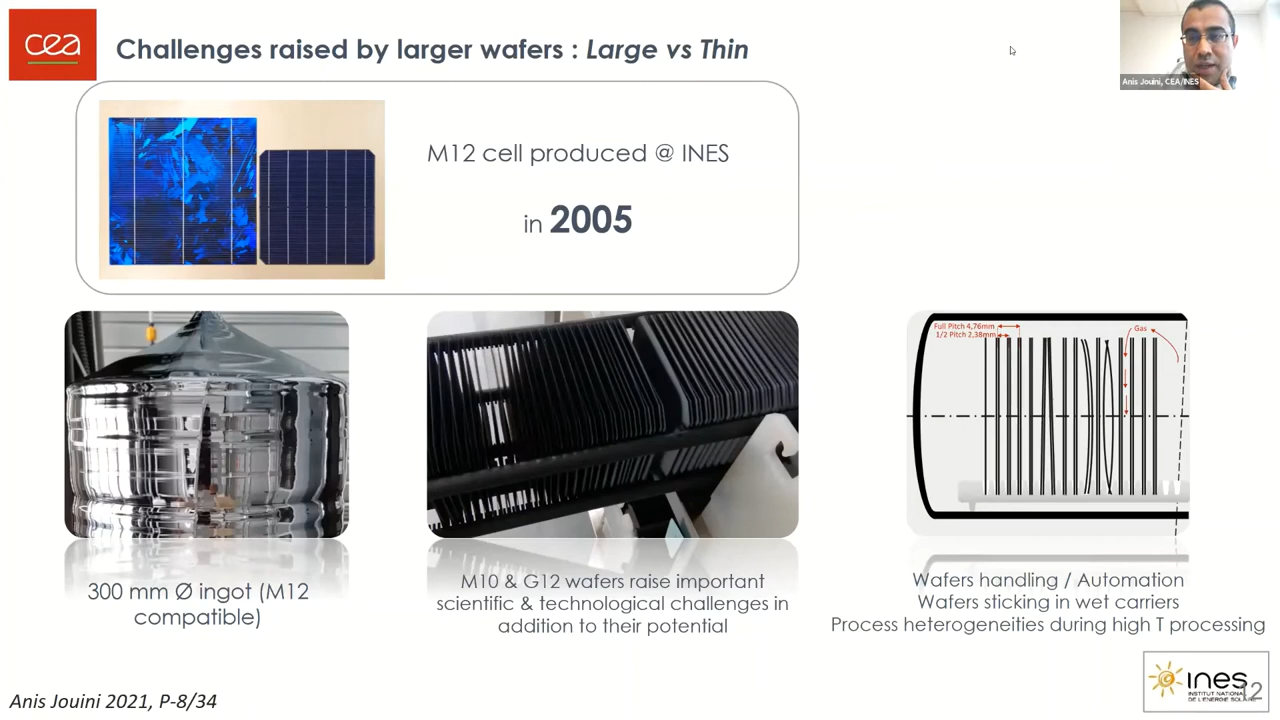 cea
Challenges raised by larger wafers : Large vs Thin
Anis Jouini, CEA/INES
M12 cell produced @ INES
in 2005
Full Pitch 4,76mm
1/2 Pitch 2,38mm
Gas
300 mm Ø ingot (M12
compatible)
M10 & G12 wafers raise important
scientific & technological challenges in
addition to their potential
Wafers handling / Automation
Wafers sticking in wet carriers
Process heterogeneities during high T processing
Anis Jouini 2021, P-8/34
ines
INSTITUT NATIONAL
DE L'ENERGIE SOLAIRE
12